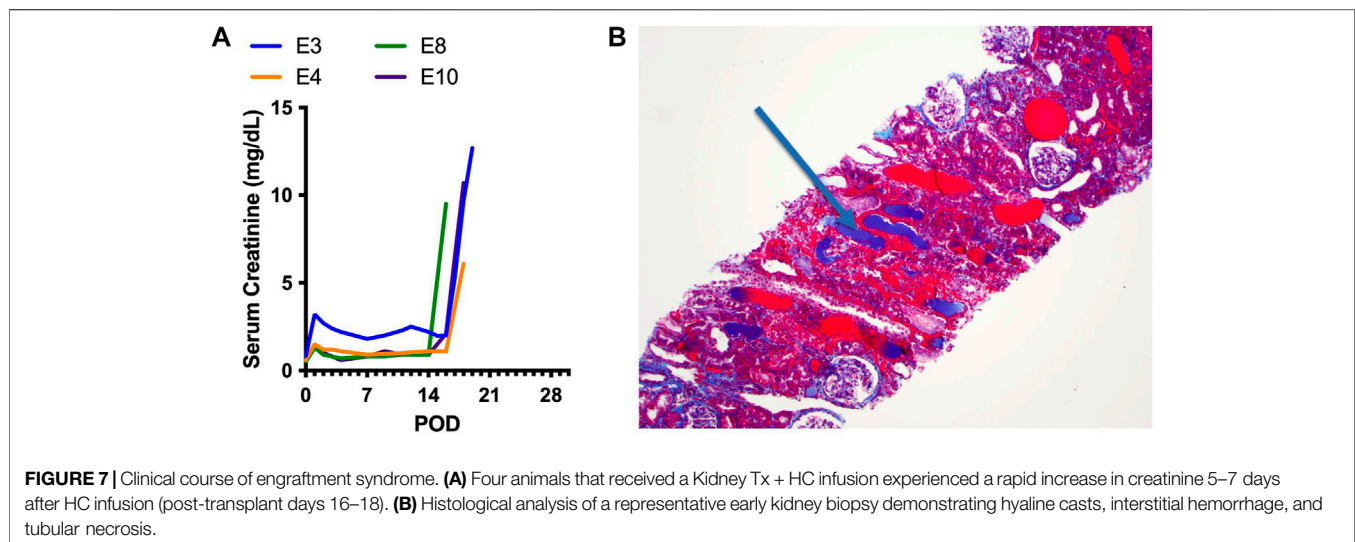 A
E3
E8
E4
E10
15
10
5
0
Serum Creatinine (mg/dL)
0 7 14 21 28
POD
B
FIGURE 7 | Clinical course of engraftment syndrome. (A) Four animals that received a Kidney Tx + HC infusion experienced a rapid increase in creatinine 5–7 days
after HC infusion (post-transplant days 16–18). (B) Histological analysis of a representative early kidney biopsy demonstrating hyaline casts, interstitial hemorrhage, and
tubular necrosis.